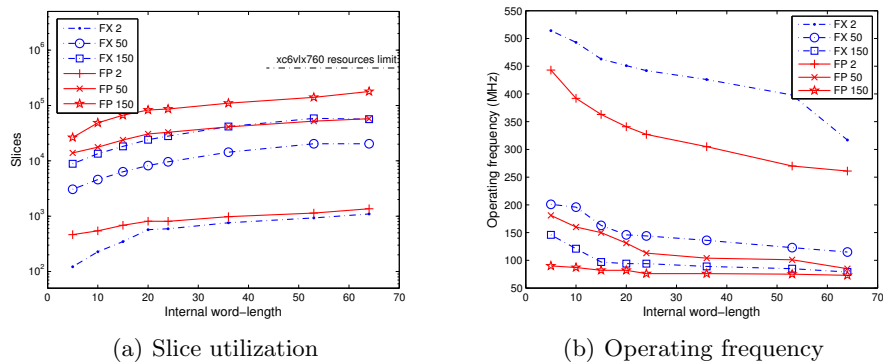 FX 2
FX 50
FX 150
FP 2
FP 50
FP 150
xc6vlx760 resources limit
10^6
10^5
10^4
10^3
10^2
Slices
0 10 20 30 40 50 60 70
Internal word−length
(a) Slice utilization
FX 2
FX 50
FX 150
FP 2
FP 50
FP 150
550
500
450
400
350
300
250
200
150
100
50
Operating frequency (MHz)
0 10 20 30 40 50 60 70
Internal word−length
(b) Operating frequency